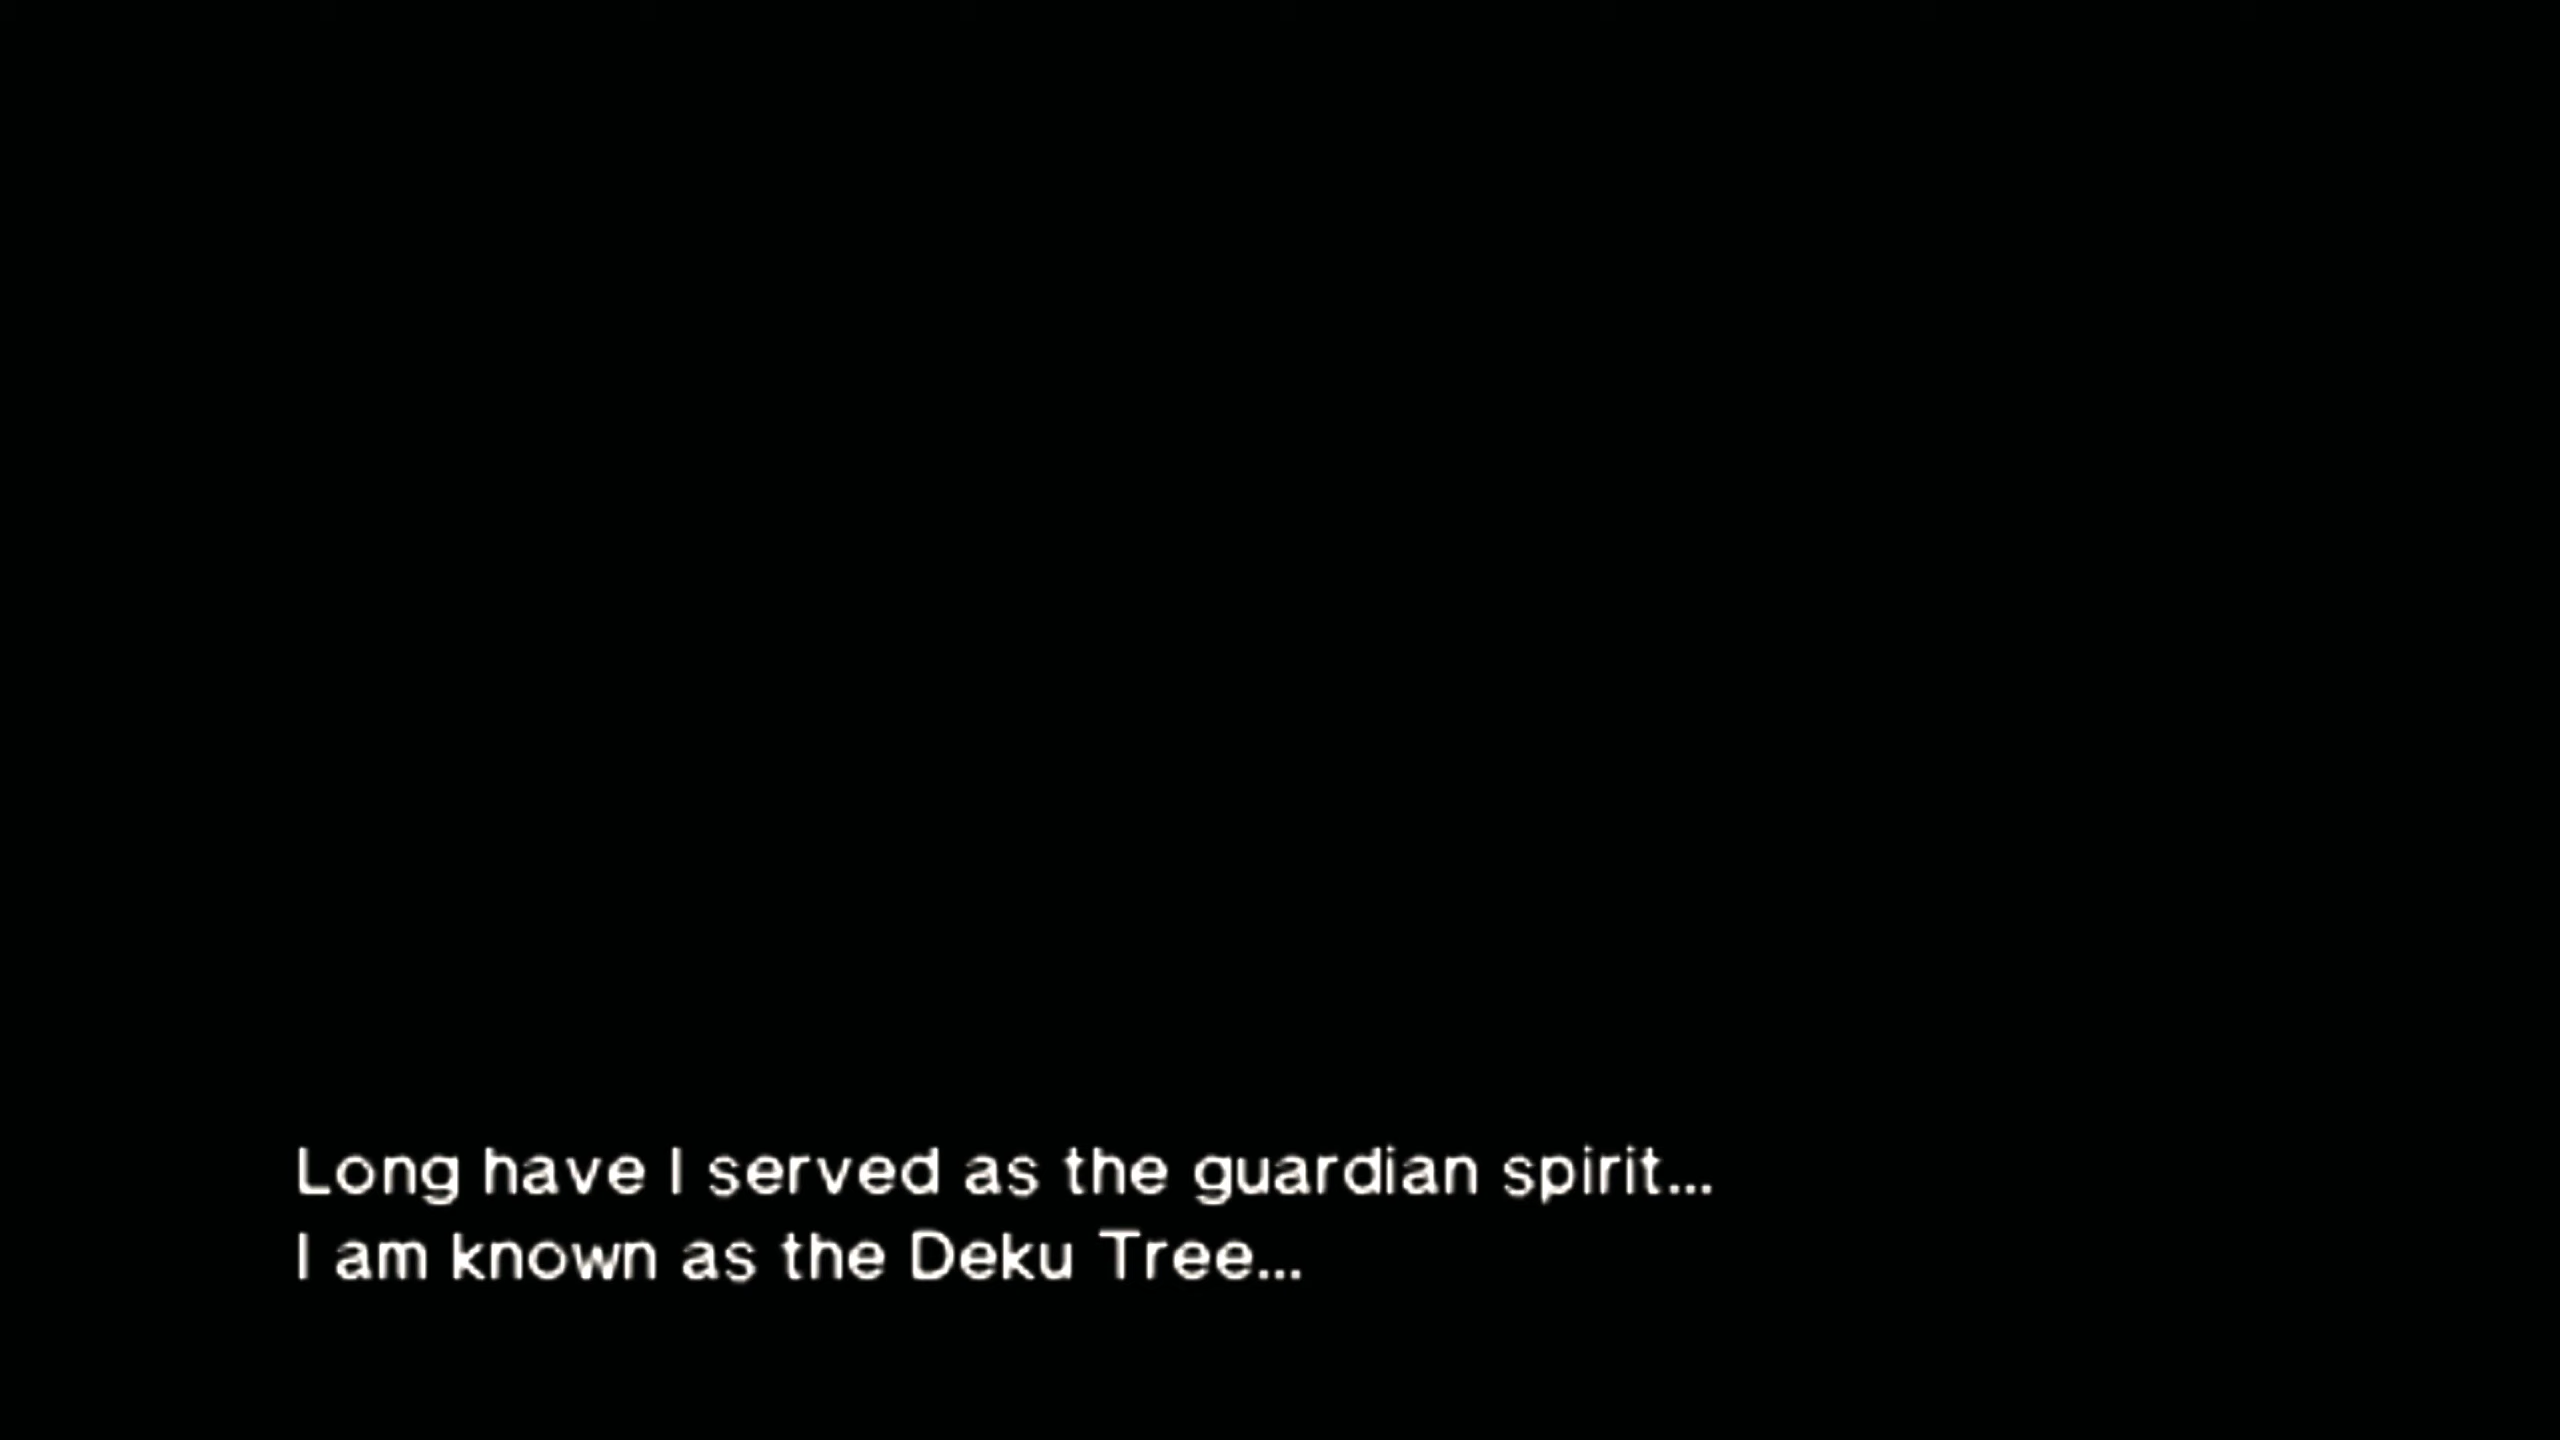 Long have I served as the guardian spirit...
I am known as the Deku Tree...